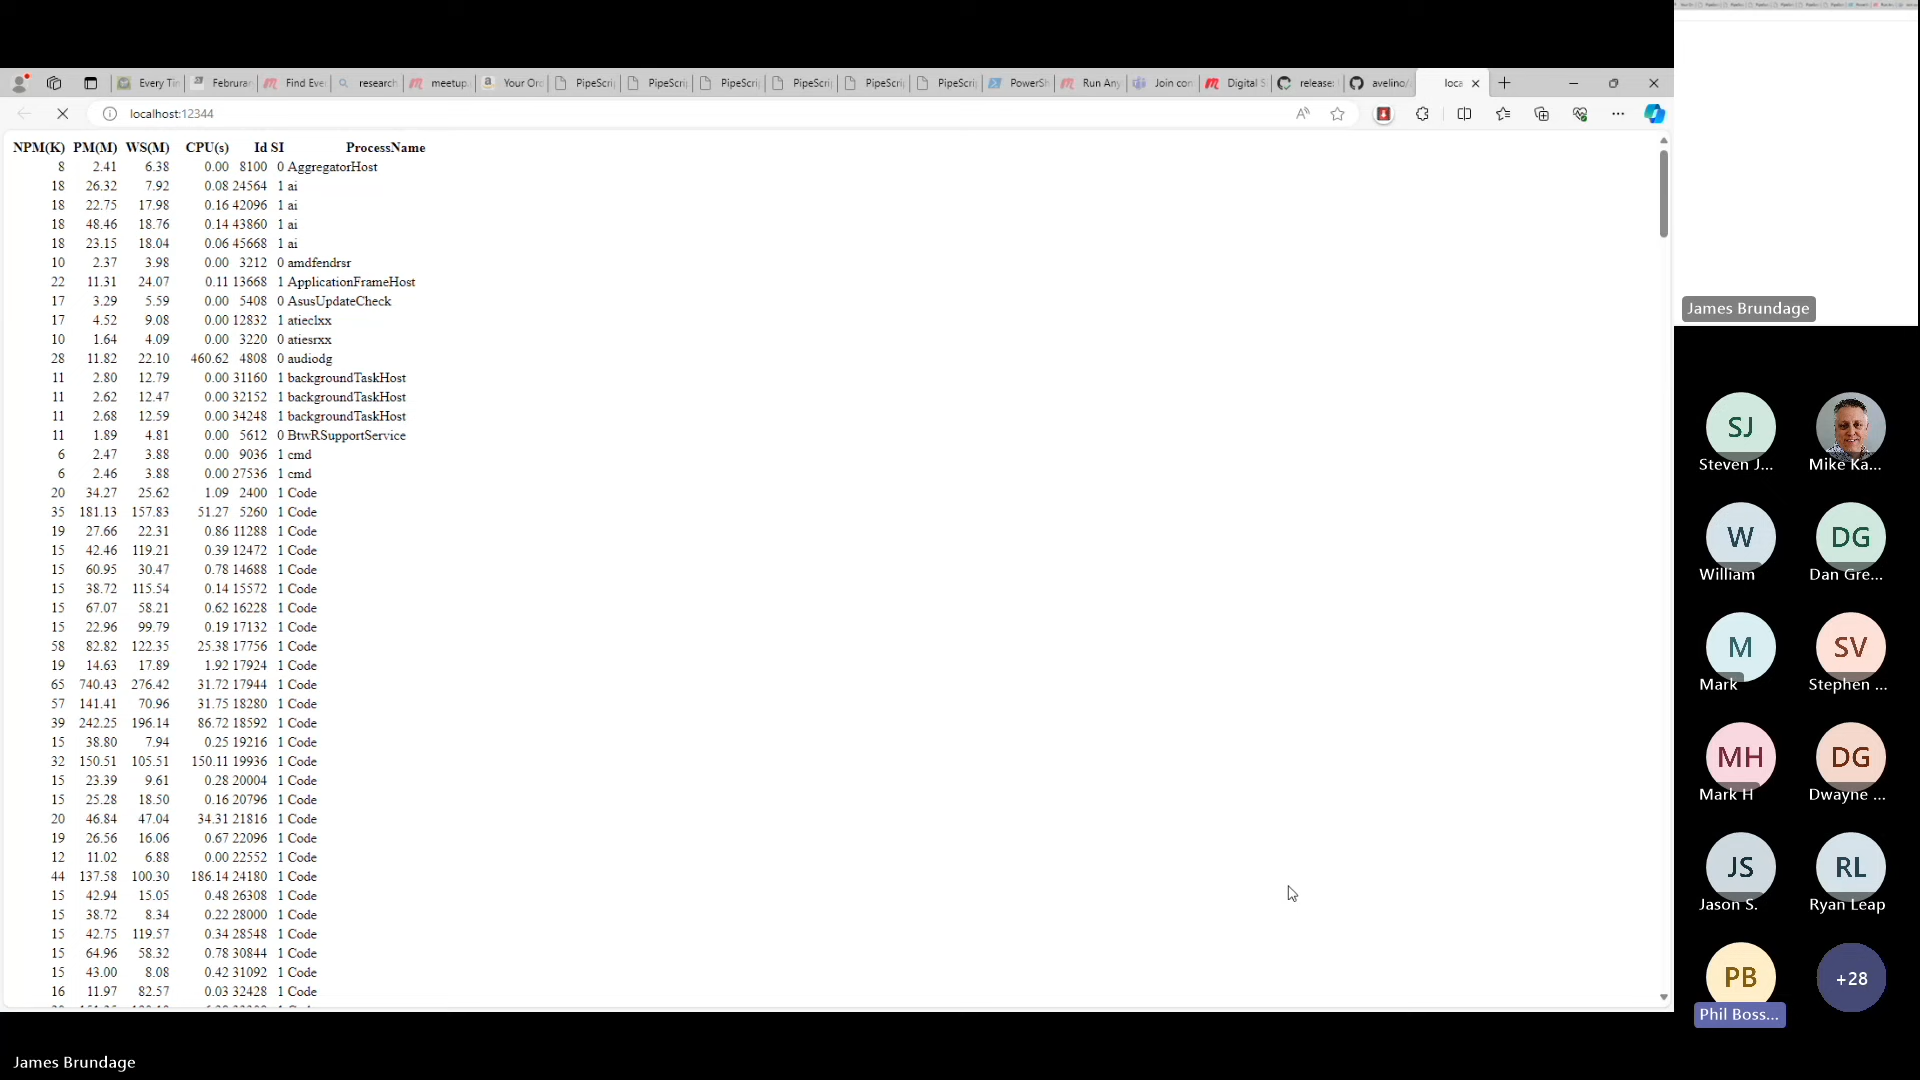 Every Tin
Februrar
Find Eve
research
meetup.
Your Ord
PipeScrip
PipeScrip
PipeScrip
PipeScrip
PipeScrip
PipeScrip
PowerSh
Run Any
Join con
Digital S
release:
avelino/
loca
localhost:12344
NPM(K) PM(M) WS(M) CPU(s) Id SI ProcessName
8 2.41 6.38 0.00 8100 0 AggregatorHost
18 26.32 7.92 0.08 24564 1 ai
18 22.75 17.98 0.16 42096 1 ai
18 48.46 18.76 0.14 43860 1 ai
18 23.15 18.04 0.06 45668 1 ai
10 2.37 3.98 0.00 3212 0 amdfendrsr
22 11.31 24.07 0.11 13668 1 ApplicationFrameHost
17 3.29 5.59 0.00 5408 0 AsusUpdateCheck
17 4.52 9.08 0.00 12832 1 atieclxx
10 1.64 4.09 0.00 3220 0 atiesrxx
28 11.82 22.10 460.62 4808 0 audiodg
11 2.80 12.79 0.00 31160 1 backgroundTaskHost
11 2.62 12.47 0.00 32152 1 backgroundTaskHost
11 2.68 12.59 0.00 34248 1 backgroundTaskHost
11 1.89 4.81 0.00 5612 0 BtwRSupportService
6 2.47 3.88 0.00 9036 1 cmd
6 2.46 3.88 0.00 27536 1 cmd
20 34.27 25.62 1.09 2400 1 Code
35 181.13 157.83 51.27 5260 1 Code
19 27.66 22.31 0.86 11288 1 Code
15 42.46 119.21 0.39 12472 1 Code
15 60.95 30.47 0.78 14688 1 Code
15 38.72 115.54 0.14 15572 1 Code
15 67.07 58.21 0.62 16228 1 Code
15 22.96 99.79 0.19 17132 1 Code
58 82.82 122.35 25.38 17756 1 Code
19 14.63 17.89 1.92 17924 1 Code
65 740.43 276.42 31.72 17944 1 Code
57 141.41 70.96 31.75 18280 1 Code
39 242.25 196.14 86.72 18592 1 Code
15 38.80 7.94 0.25 19216 1 Code
32 150.51 105.51 150.11 19936 1 Code
15 23.39 9.61 0.28 20004 1 Code
15 25.28 18.50 0.16 20796 1 Code
20 46.84 47.04 34.31 21816 1 Code
19 26.56 16.06 0.67 22096 1 Code
12 11.02 6.88 0.00 22552 1 Code
44 137.58 100.30 186.14 24180 1 Code
15 42.94 15.05 0.48 26308 1 Code
15 38.72 8.34 0.22 28000 1 Code
15 42.75 119.57 0.34 28548 1 Code
15 64.96 58.32 0.78 30844 1 Code
15 43.00 8.08 0.42 31092 1 Code
16 11.97 82.57 0.03 32428 1 Code
James Brundage
SJ
Steven J...
Mike Ka...
W
William
DG
Dan Gre...
M
Mark
SV
Stephen ...
MH
Mark H
DG
Dwayne ...
JS
Jason S.
RL
Ryan Leap
PB
Phil Boss...
+28
James Brundage